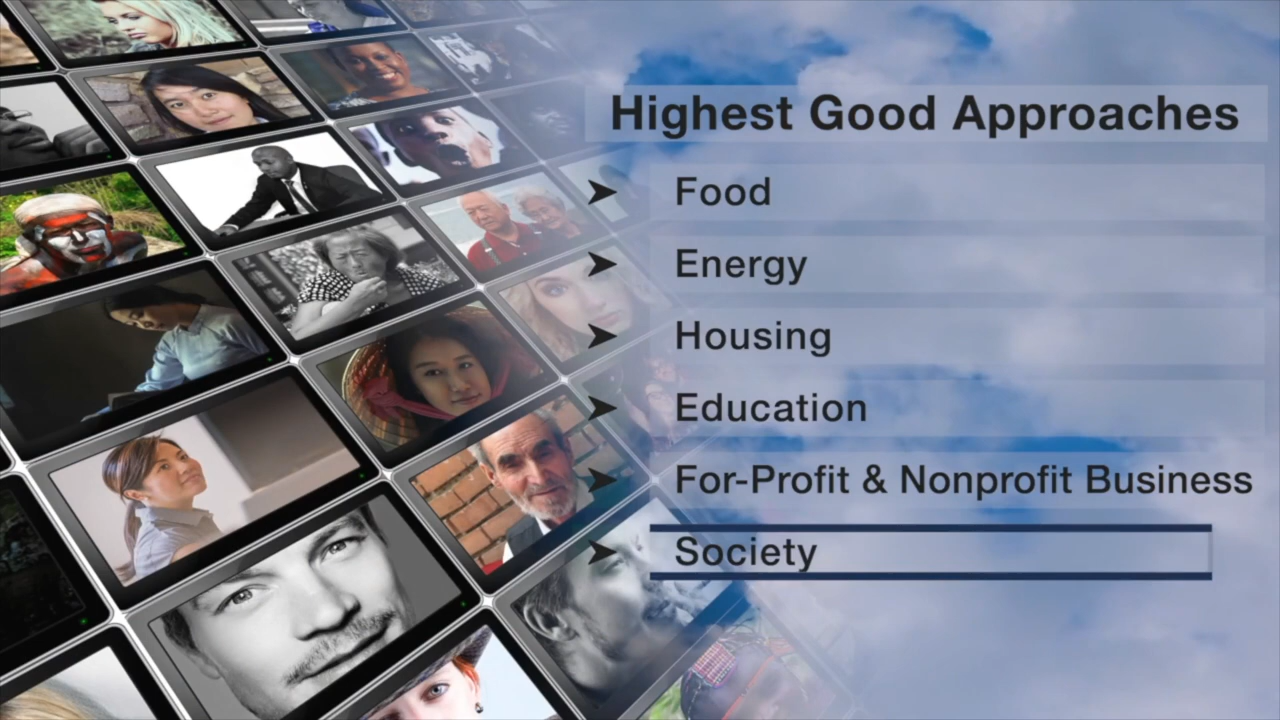 Highest Good Approaches
Food
Energy
Housing
Education
For-Profit & Nonprofit Business
Society